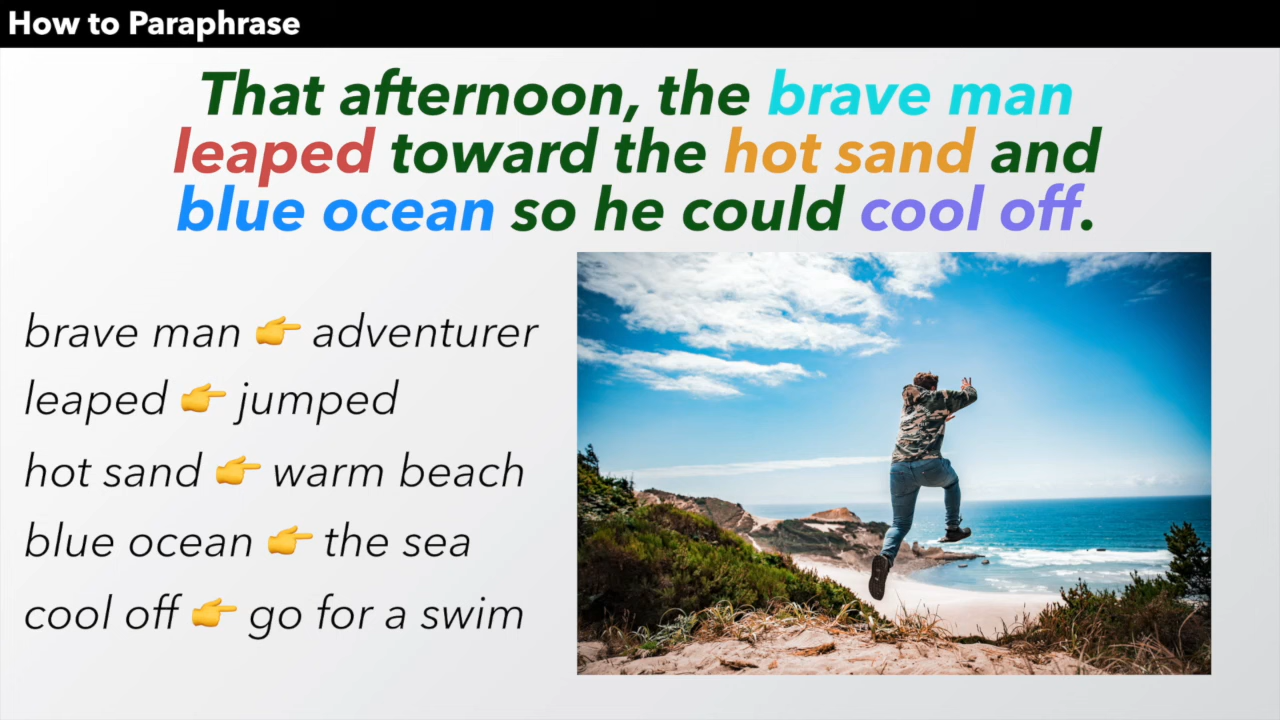 How to Paraphrase
That afternoon, the brave man
leaped toward the hot sand and
blue ocean so he could cool off.
brave man 👉 adventurer
leaped 👉 jumped
hot sand 👉 warm beach
blue ocean 👉 the sea
cool off 👉 go for a swim